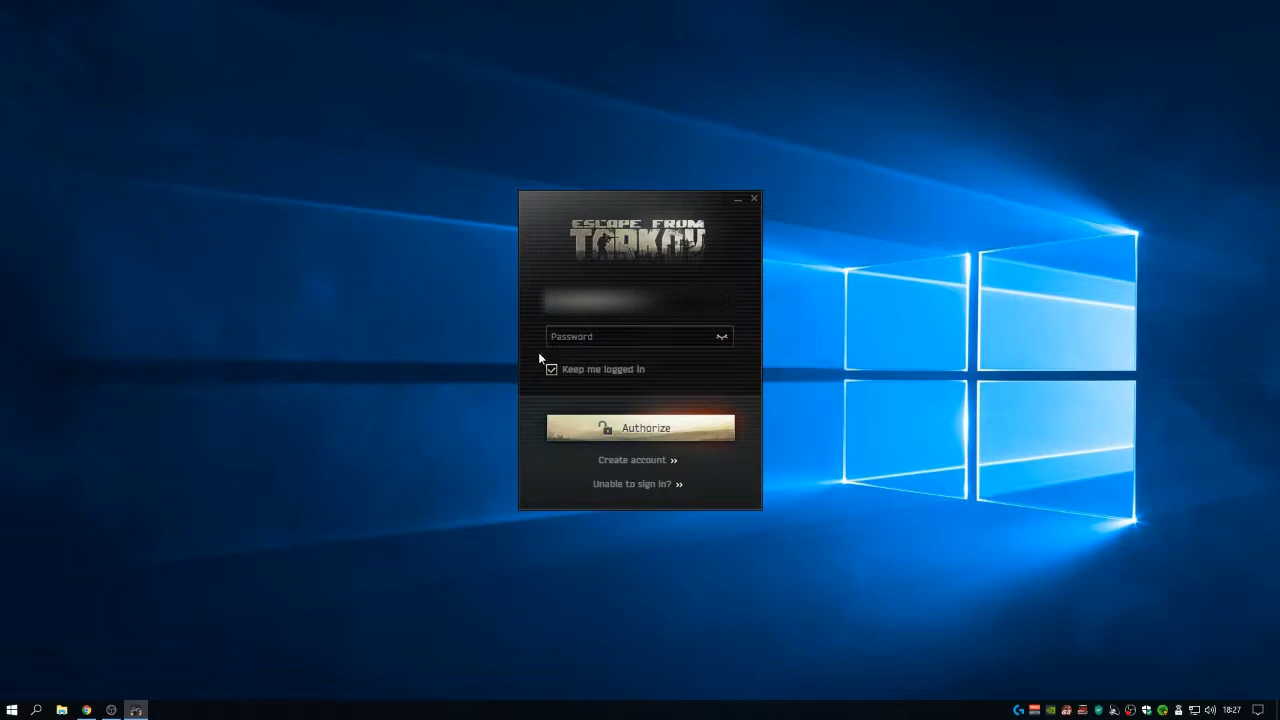 ESCAPE FROM
TARKOV
Password
Keep me logged in
Authorize
Create account »
Unable to sign in? »
18:27